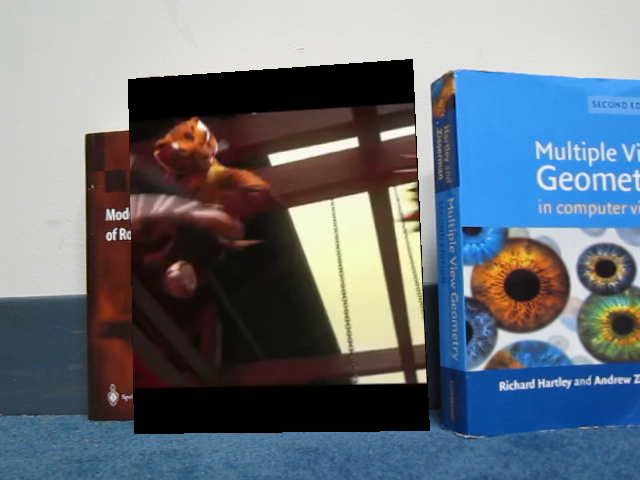 Mod
of Ro
Hartley and
Zisserman
Multiple View Geometry
SECOND ED
Multiple Vi
Geomet
in computer vi
Richard Hartley and Andrew Z